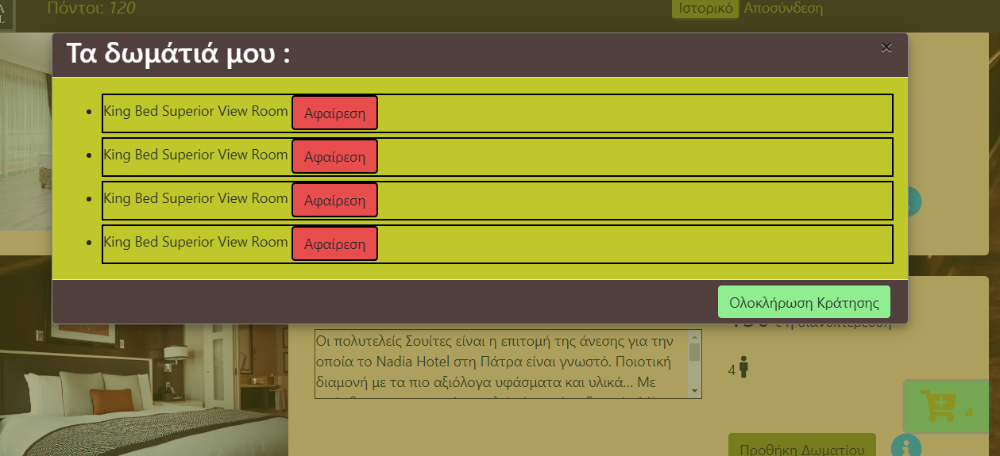 Πόντοι: 120
Ιστορικό Αποσύνδεση
Τα δωμάτιά μου :
×
King Bed Superior View Room Αφαίρεση
King Bed Superior View Room Αφαίρεση
King Bed Superior View Room Αφαίρεση
King Bed Superior View Room Αφαίρεση
Ολοκλήρωση Κράτησης
Οι πολυτελείς Σουίτες είναι η επιτομή της άνεσης για την
οποία το Nadia Hotel στη Πάτρα είναι γνωστό. Ποιοτική
διαμονή με τα πιο αξιόλογα υφάσματα και υλικά... Με
4
4
Προθήκη Δωματίου